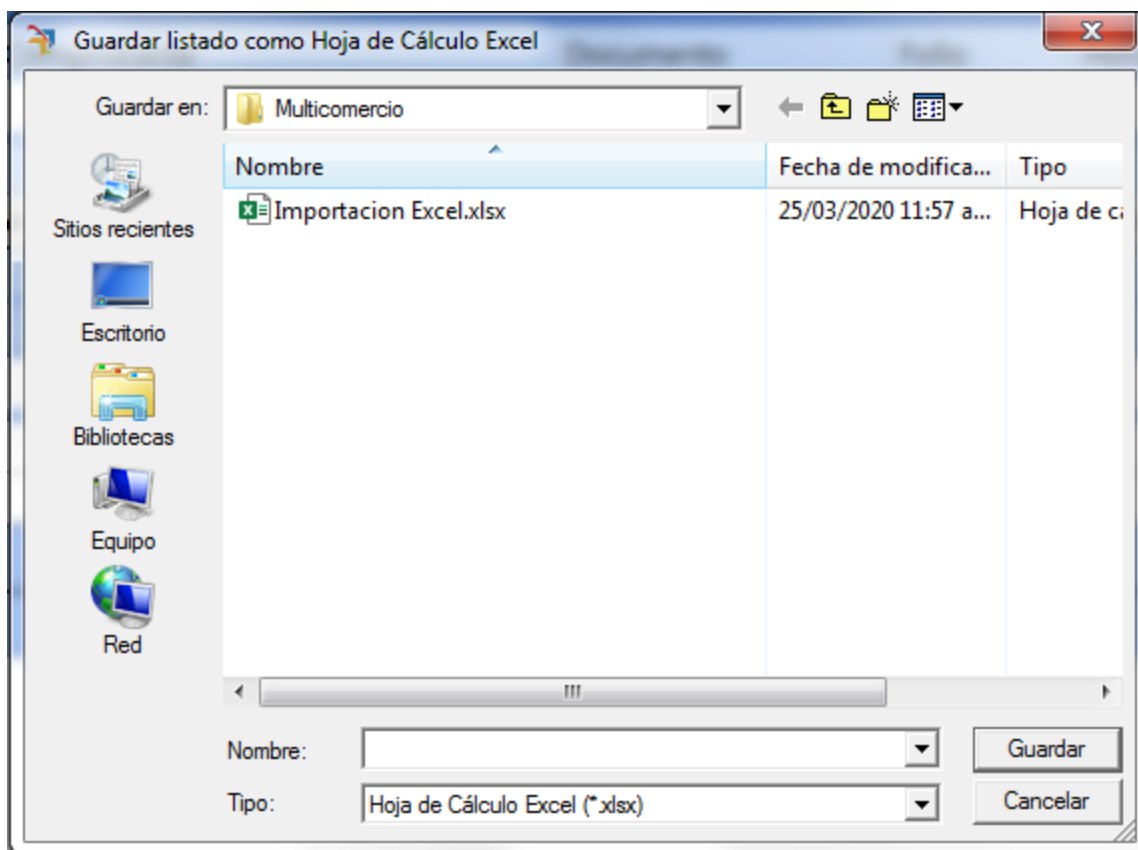 Guardar listado como Hoja de Cálculo Excel
Guardar en: Multicomercio
Nombre Fecha de modifica... Tipo
Importacion Excel.xlsx 25/03/2020 11:57 a... Hoja de
Sitios recientes
Escritorio
Bibliotecas
Equipo
Red
Nombre: Guardar
Tipo: Hoja de Cálculo Excel (*.xlsx) Cancelar